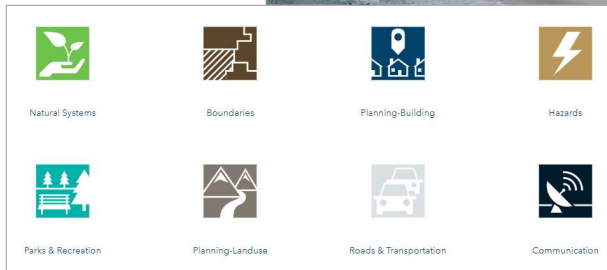 Natural Systems
Boundaries
Planning-Building
Hazards
Parks & Recreation
Planning-Landuse
Roads & Transportation
Communication